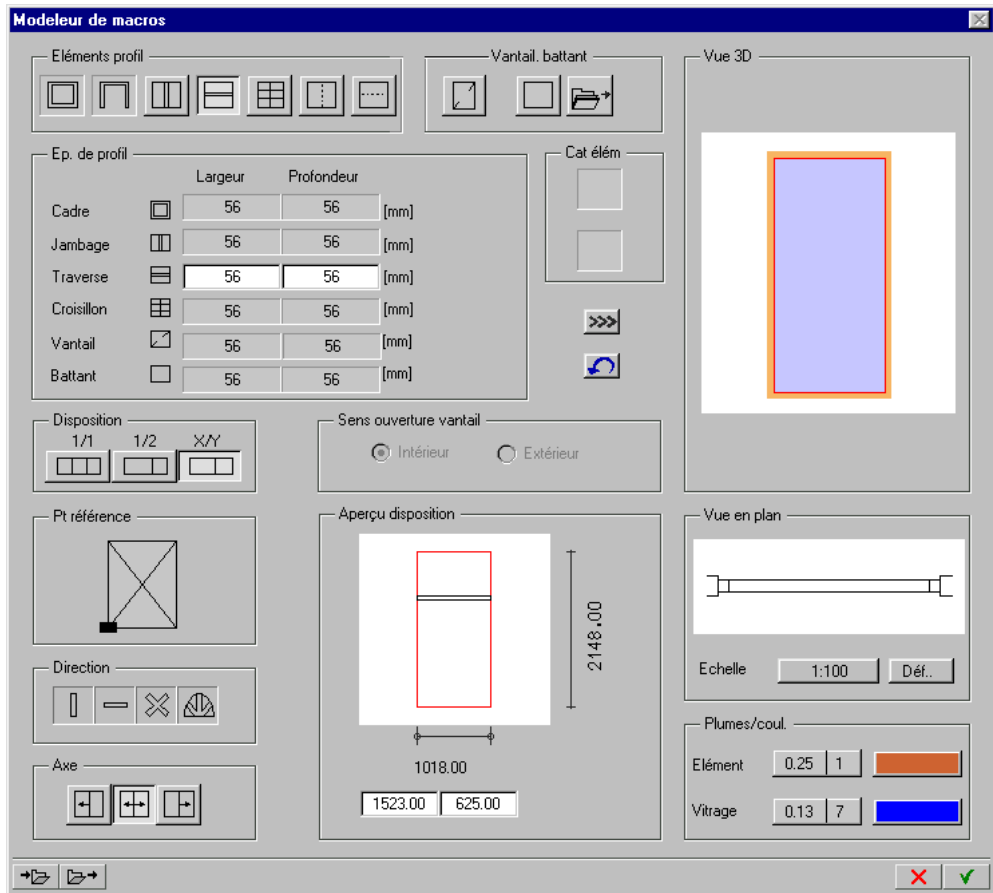 Modeleur de macros
Eléments profil
Vantail. battant
Vue 3D
Ep. de profil
Cat élém
Largeur Profondeur
Cadre 56 56 [mm]
Jambage 56 56 [mm]
Traverse 56 56 [mm]
Croisillon 56 56 [mm]
Vantail 56 56 [mm]
Battant 56 56 [mm]
>>>
Disposition
1/1 1/2 X/Y
Sens ouverture vantail
Intérieur Extérieur
Pt référence
Aperçu disposition
2148.00
1018.00
1523.00 625.00
Vue en plan
Echelle 1:100 Déf..
Direction
Axe
Plumes/coul.
Elément 0.25 1
Vitrage 0.13 7